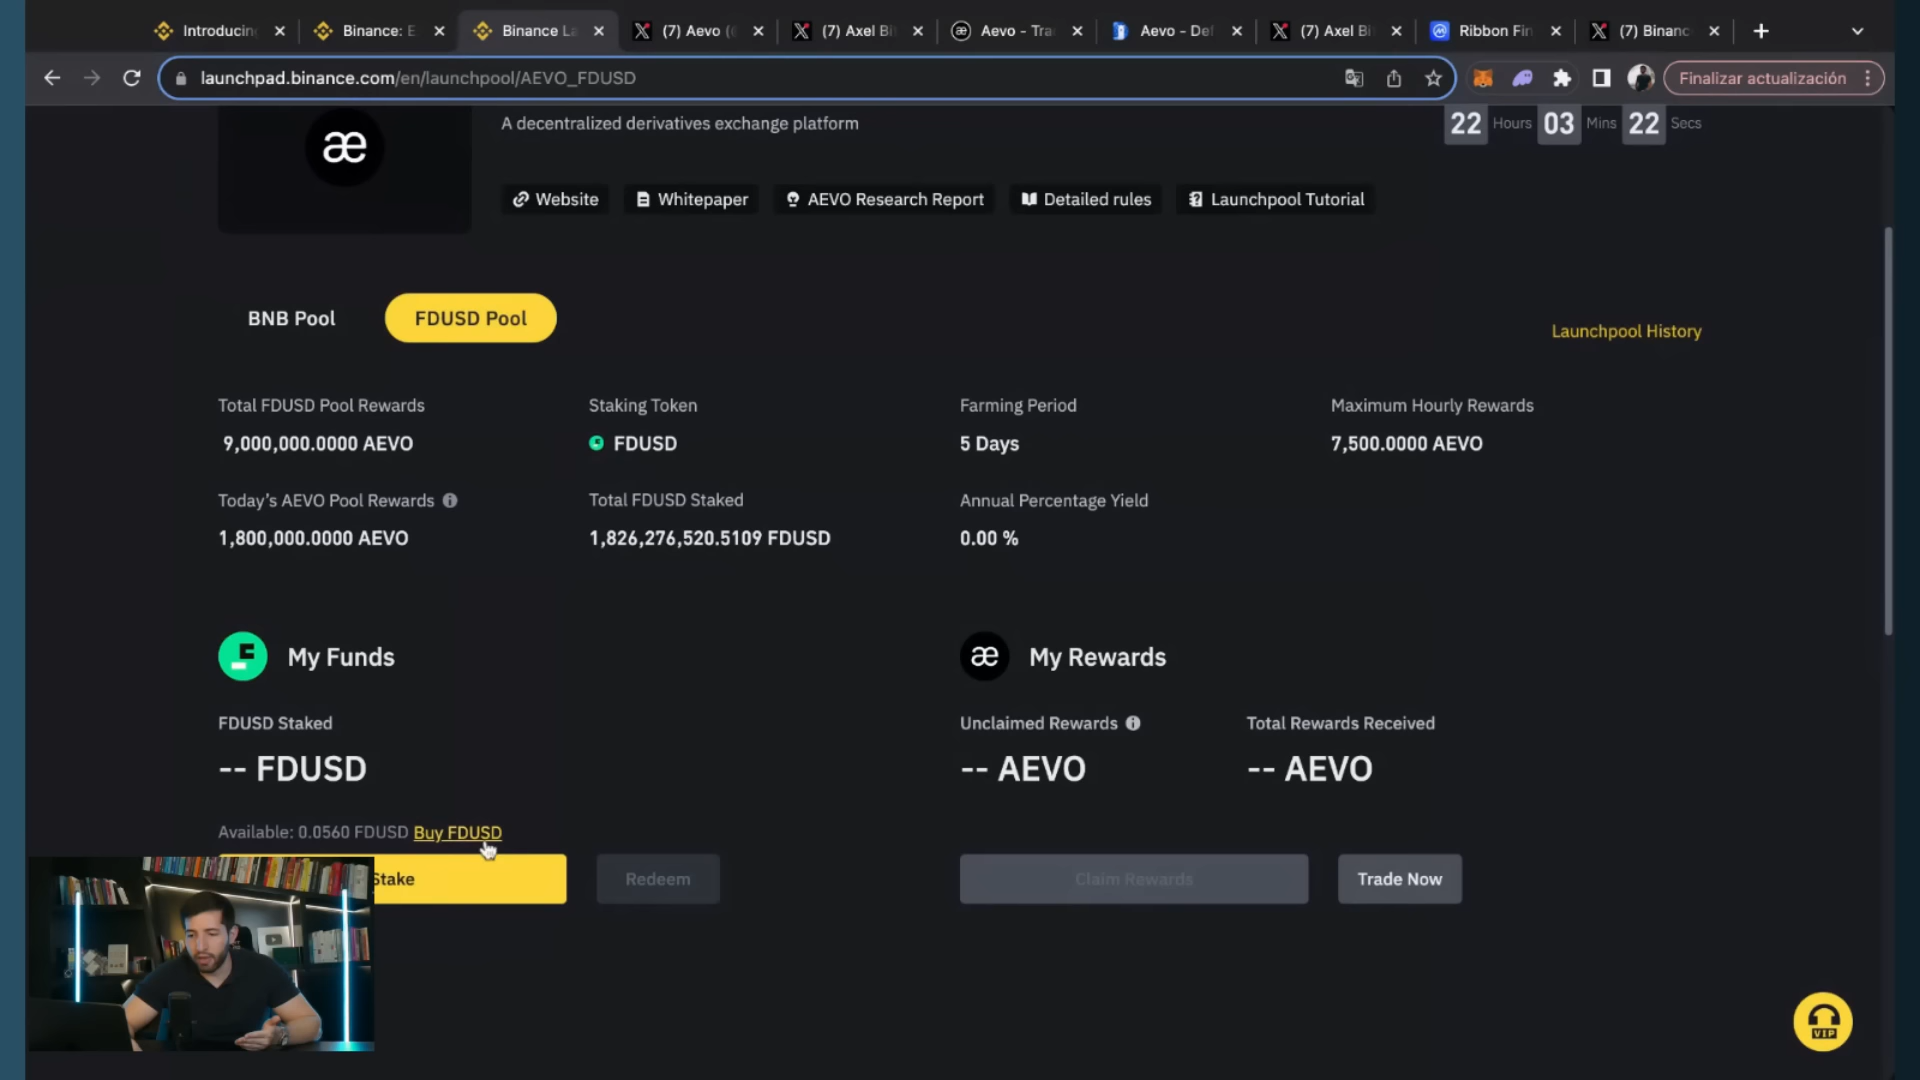 Introducin
Binance: E
Binance La
(7) Aevo (
(7) Axel Bi
Aevo - Tra
Aevo - Def
(7) Axel Bi
Ribbon Fin
(7) Binanc
launchpad.binance.com/en/launchpool/AEVO_FDUSD
Finalizar actualización
æ
A decentralized derivatives exchange platform
22 Hours 03 Mins 22 Secs
Website
Whitepaper
AEVO Research Report
Detailed rules
Launchpool Tutorial
BNB Pool
FDUSD Pool
Launchpool History
Total FDUSD Pool Rewards
9,000,000.0000 AEVO
Staking Token
FDUSD
Farming Period
5 Days
Maximum Hourly Rewards
7,500.0000 AEVO
Today's AEVO Pool Rewards
1,800,000.0000 AEVO
Total FDUSD Staked
1,826,276,520.5109 FDUSD
Annual Percentage Yield
0.00 %
My Funds
FDUSD Staked
-- FDUSD
Available: 0.0560 FDUSD Buy FDUSD
Stake
Redeem
æ
My Rewards
Unclaimed Rewards
-- AEVO
Total Rewards Received
-- AEVO
Claim Rewards
Trade Now
VIP